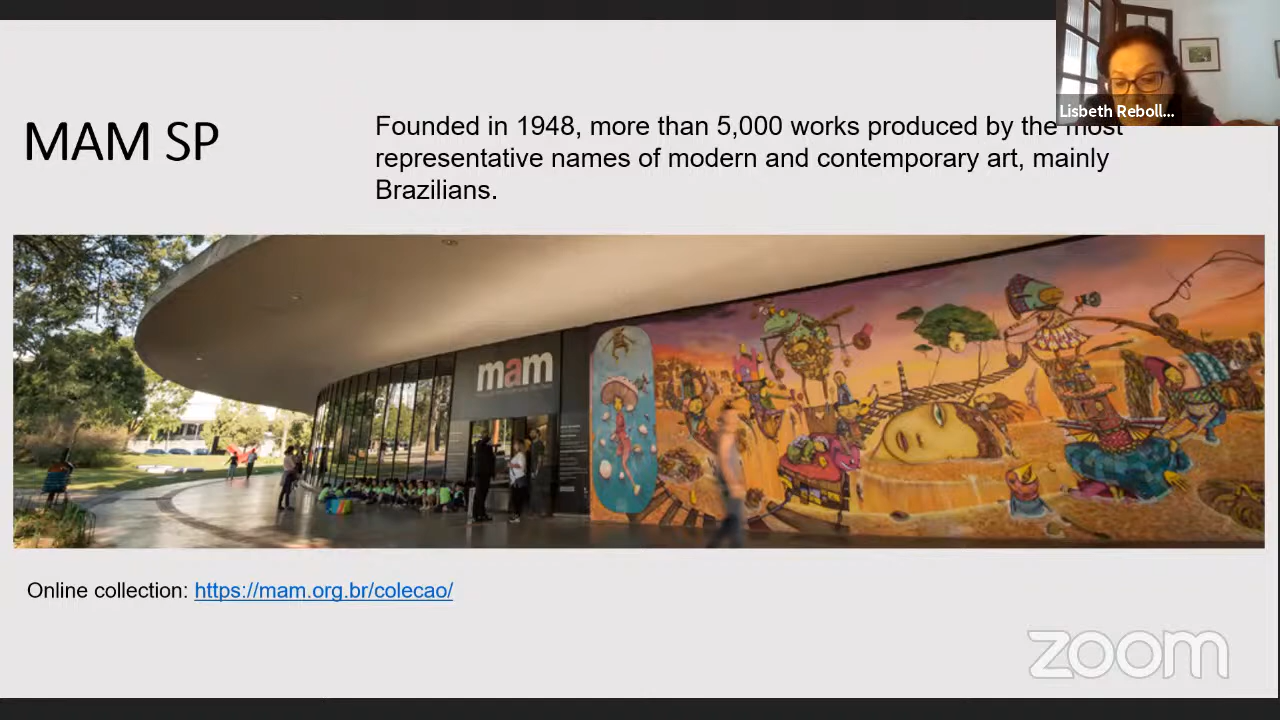 MAM SP
Founded in 1948, more than 5,000 works produced by the most
representative names of modern and contemporary art, mainly
Brazilians.
Lisbeth Reboll...
mam
Online collection: https://mam.org.br/colecao/
zoom